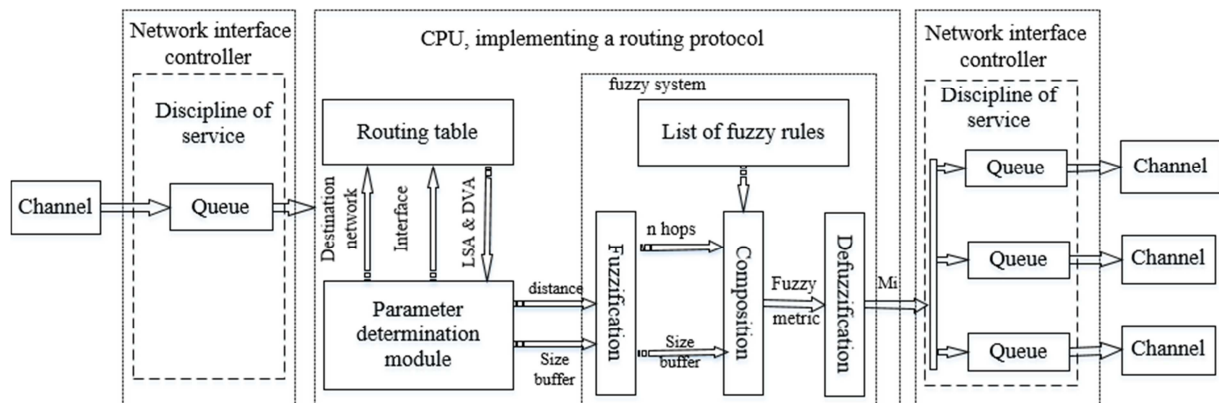 Network interface
controller
Discipline of
service
Channel
Queue
CPU, implementing a routing protocol
Routing table
Destination
network
Interface
LSA & DVA
Parameter
determination
module
distance
Size
buffer
fuzzy system
List of fuzzy rules
Fuzzification
n hops
Size
buffer
Composition
Fuzzy
metric
Defuzzification
Mi
Network interface
controller
Discipline of
service
Queue
Channel
Queue
Channel
Queue
Channel